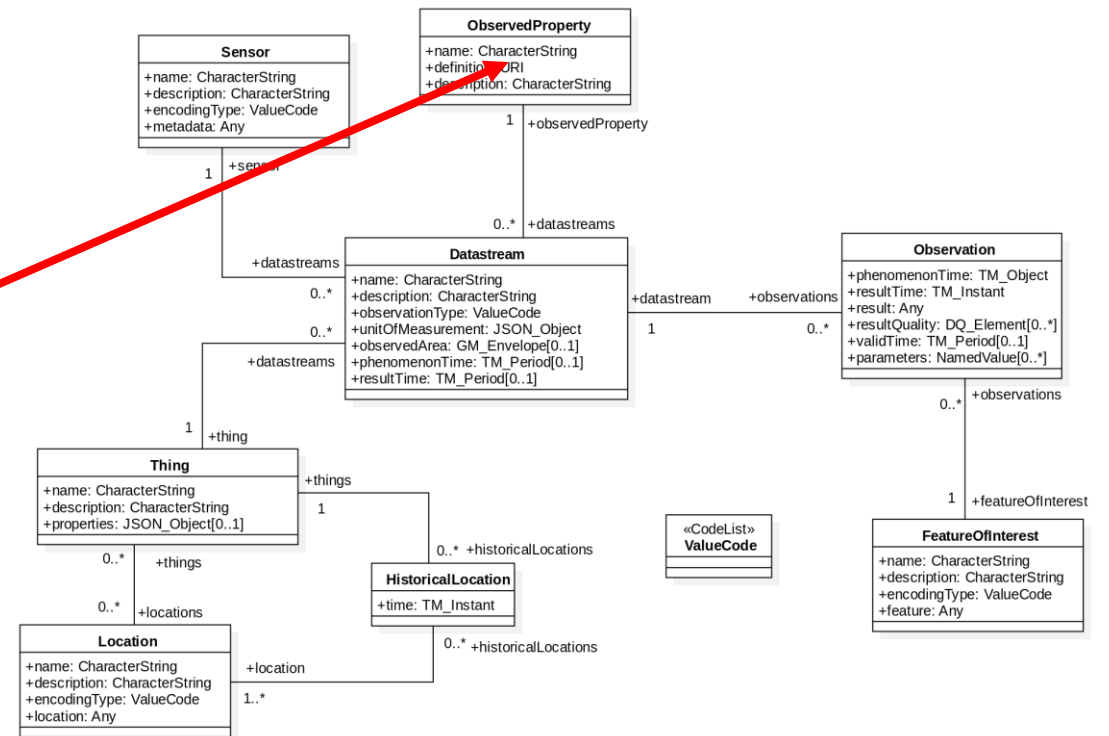 ObservedProperty
+name: CharacterString
+definition: URI
+description: CharacterString
Sensor
+name: CharacterString
+description: CharacterString
+encodingType: ValueCode
+metadata: Any
1 +observedProperty
+sensor
1
0..* +datastreams
+datastreams
0..*
Datastream
+name: CharacterString
+description: CharacterString
+observationType: ValueCode
+unitOfMeasurement: JSON_Object
+observedArea: GM_Envelope[0..1]
+phenomenonTime: TM_Period[0..1]
+resultTime: TM_Period[0..1]
+datastream +observations
1 0..*
Observation
+phenomenonTime: TM_Object
+resultTime: TM_Instant
+result: Any
+resultQuality: DQ_Element[0..*]
+validTime: TM_Period[0..1]
+parameters: NamedValue[0..*]
0..*
+datastreams
0..* +observations
1 +thing
Thing
+name: CharacterString
+description: CharacterString
+properties: JSON_Object[0..1]
+things
1
1 +featureOfInterest
«CodeList»
ValueCode
FeatureOfInterest
+name: CharacterString
+description: CharacterString
+encodingType: ValueCode
+feature: Any
0..* +things
0..* +historicalLocations
HistoricalLocation
+time: TM_Instant
0..* +locations
0..* +historicalLocations
Location
+name: CharacterString
+description: CharacterString
+encodingType: ValueCode
+location: Any
+location
1..*